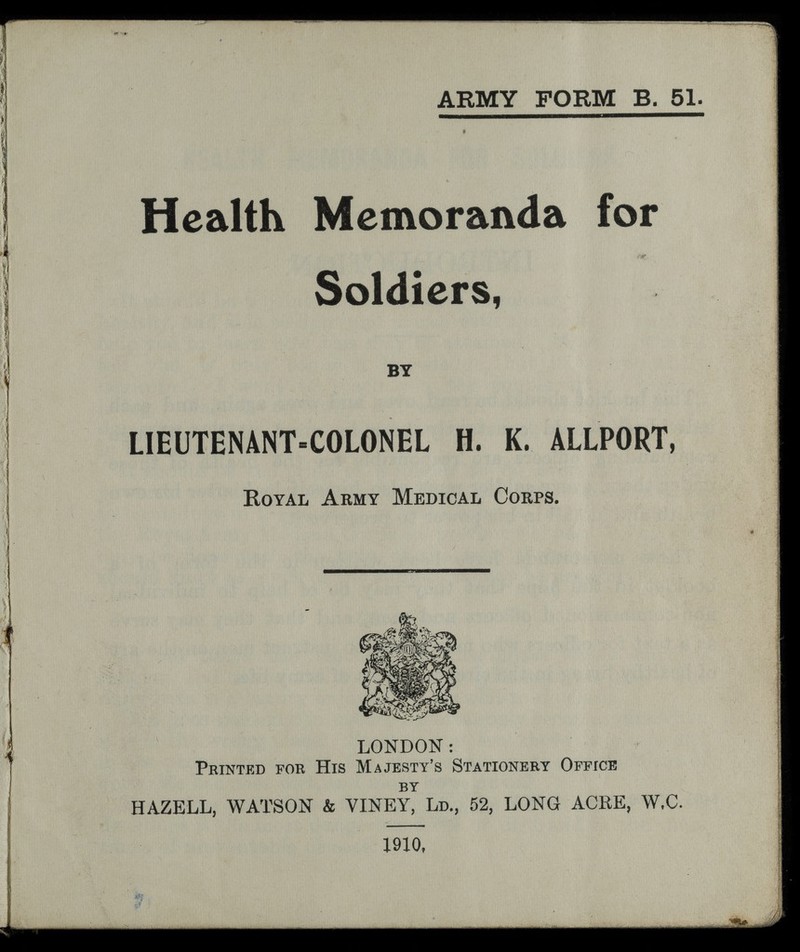 ARMY FORM B. 51.
Health Memoranda for
Soldiers,
BY
LIEUTENANT-COLONEL H. K. ALLPORT,
ROYAL ARMY MEDICAL CORPS.
LONDON:
PRINTED FOR HIS MAJESTY'S STATIONERY OFFICE
BY
HAZELL, WATSON & VINEY, LD., 52, LONG ACRE, W.C.
1910,